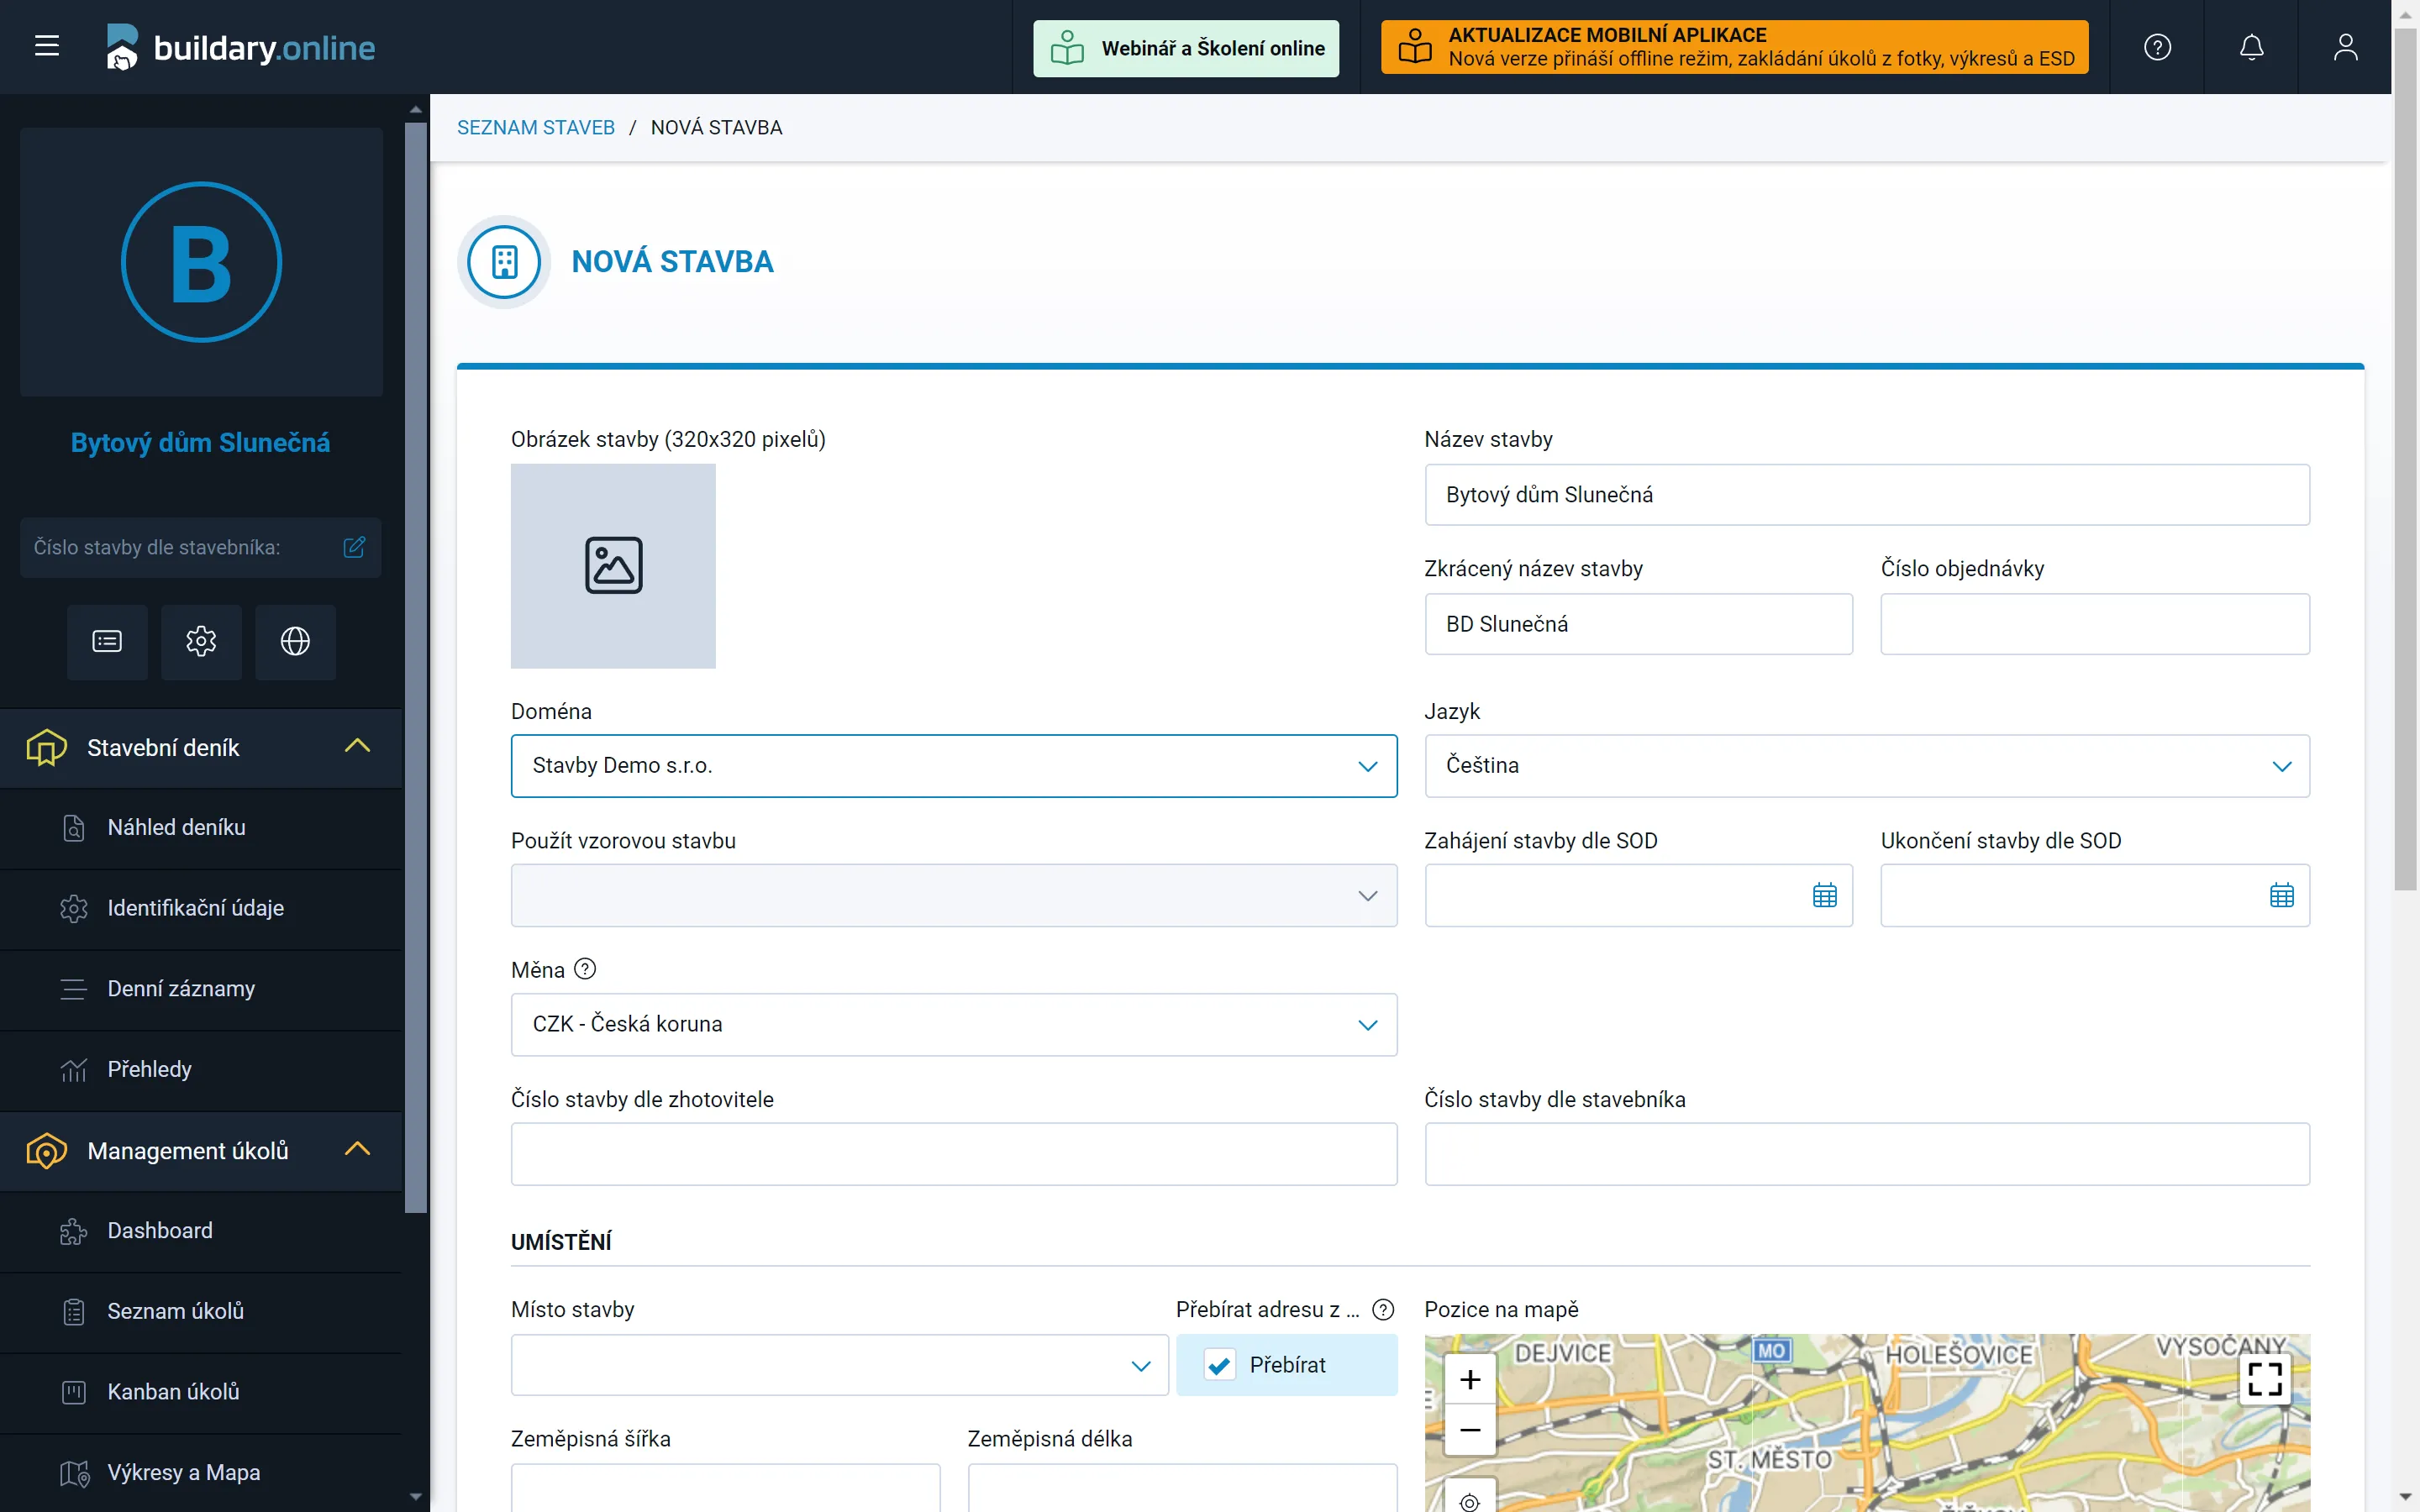 buildary.online
Webinář a Školení online
AKTUALIZACE MOBILNÍ APLIKACE
Nová verze přináší offline režim, zakládání úkolů z fotky, výkresů a ESD
B
Bytový dům Slunečná
Číslo stavby dle stavebníka:
Stavební deník
Náhled deníku
Identifikační údaje
Denní záznamy
Přehledy
Management úkolů
Dashboard
Seznam úkolů
Kanban úkolů
Výkresy a Mapa
SEZNAM STAVEB / NOVÁ STAVBA
NOVÁ STAVBA
Obrázek stavby (320x320 pixelů)
Název stavby
Bytový dům Slunečná
Zkrácený název stavby
Číslo objednávky
BD Slunečná
Doména
Jazyk
Stavby Demo s.r.o.
Čeština
Použít vzorovou stavbu
Zahájení stavby dle SOD
Ukončení stavby dle SOD
Měna
CZK - Česká koruna
Číslo stavby dle zhotovitele
Číslo stavby dle stavebníka
UMÍSTĚNÍ
Místo stavby
Přebírat adresu z ...
Pozice na mapě
Přebírat
Zeměpisná šířka
Zeměpisná délka
DEJVICE
MO
HOLEŠOVICE
VYSOČANY
ST. MĚSTO